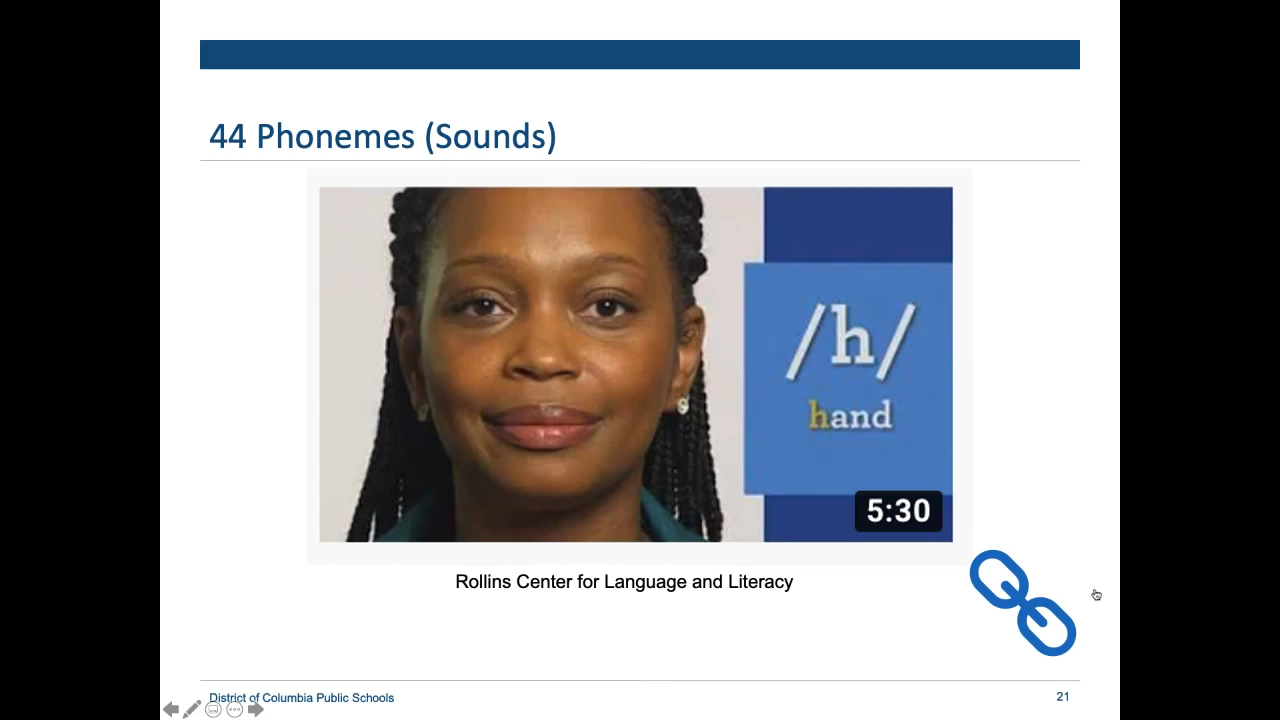 44 Phonemes (Sounds)
/h/
hand
5:30
Rollins Center for Language and Literacy
District of Columbia Public Schools
21